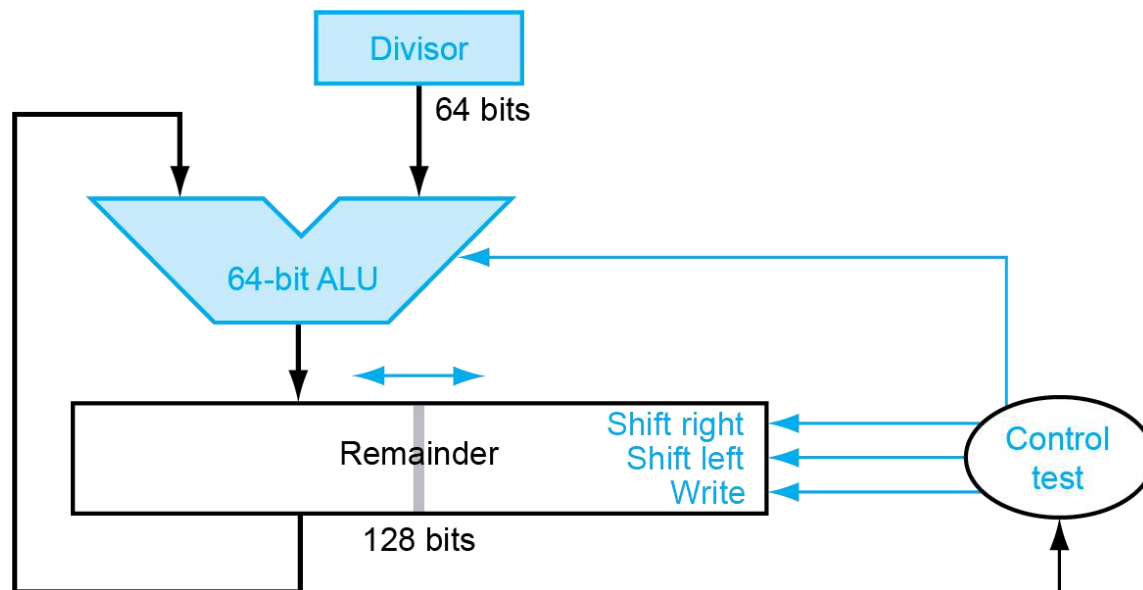 Divisor
64 bits
64-bit ALU
Remainder
Shift right
Shift left
Write
Control
test
128 bits